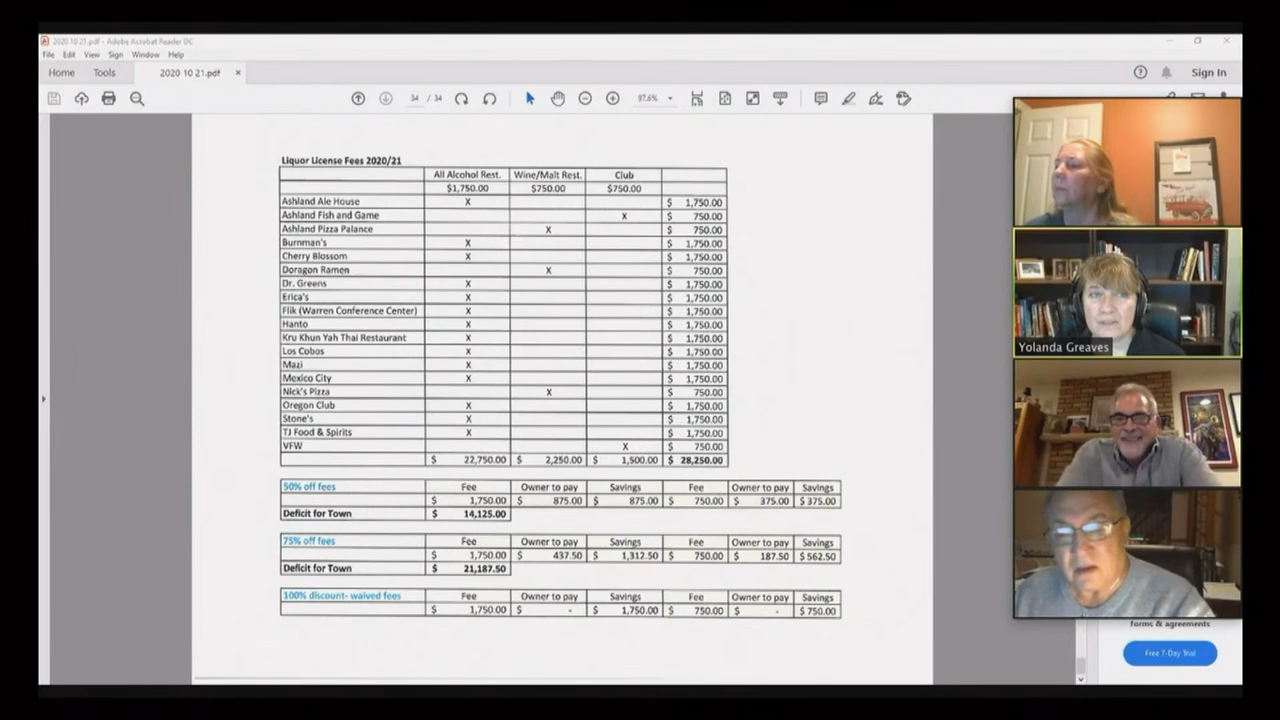 2020 10 21.pdf - Adobe Acrobat Reader DC
File Edit View Sign Window Help
Home Tools 2020 10 21.pdf × Sign In
34 / 34 97.6%
Liquor License Fees 2020/21
All Alcohol Rest. Wine/Malt Rest. Club
$1,750.00 $750.00 $750.00
Ashland Ale House X $ 1,750.00
Ashland Fish and Game X $ 750.00
Ashland Pizza Palance X $ 750.00
Burnman's X $ 1,750.00
Cherry Blossom X $ 1,750.00
Doragon Ramen X $ 750.00
Dr. Greens X $ 1,750.00
Erica's X $ 1,750.00
Flik (Warren Conference Center) X $ 1,750.00
Hanto X $ 1,750.00
Kru Khun Yah Thai Restaurant X $ 1,750.00
Los Cobos X $ 1,750.00
Mazi X $ 1,750.00
Mexico City X $ 1,750.00
Nick's Pizza X $ 750.00
Oregon Club X $ 1,750.00
Stone's X $ 1,750.00
TJ Food & Spirits X $ 1,750.00
VFW X $ 750.00
$ 22,750.00 $ 2,250.00 $ 1,500.00 $ 28,250.00
50% off fees Fee Owner to pay Savings Fee Owner to pay Savings
$ 1,750.00 $ 875.00 $ 875.00 $ 750.00 $ 375.00 $ 375.00
Deficit for Town $ 14,125.00
75% off fees Fee Owner to pay Savings Fee Owner to pay Savings
$ 1,750.00 $ 437.50 $ 1,312.50 $ 750.00 $ 187.50 $ 562.50
Deficit for Town $ 21,187.50
100% discount- waived fees Fee Owner to pay Savings Fee Owner to pay Savings
$ 1,750.00 $ - $ 1,750.00 $ 750.00 $ - $ 750.00
Yolanda Greaves
forms & agreements
Free 7-Day Trial